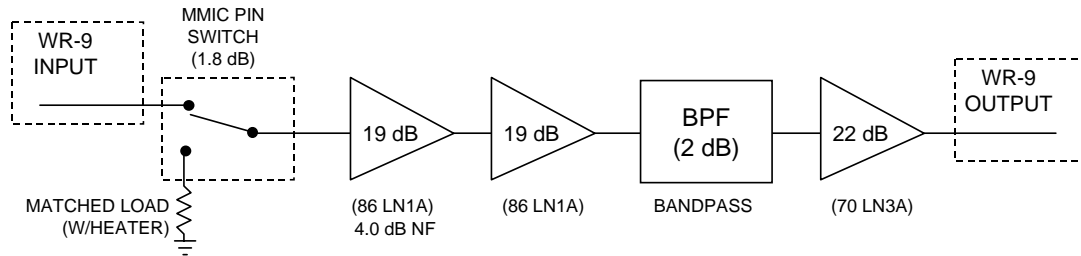 MMIC PIN
SWITCH
(1.8 dB)
WR-9
INPUT
WR-9
OUTPUT
19 dB
19 dB
BPF
(2 dB)
22 dB
MATCHED LOAD
(W/HEATER)
(86 LN1A)
4.0 dB NF
(86 LN1A)
BANDPASS
(70 LN3A)